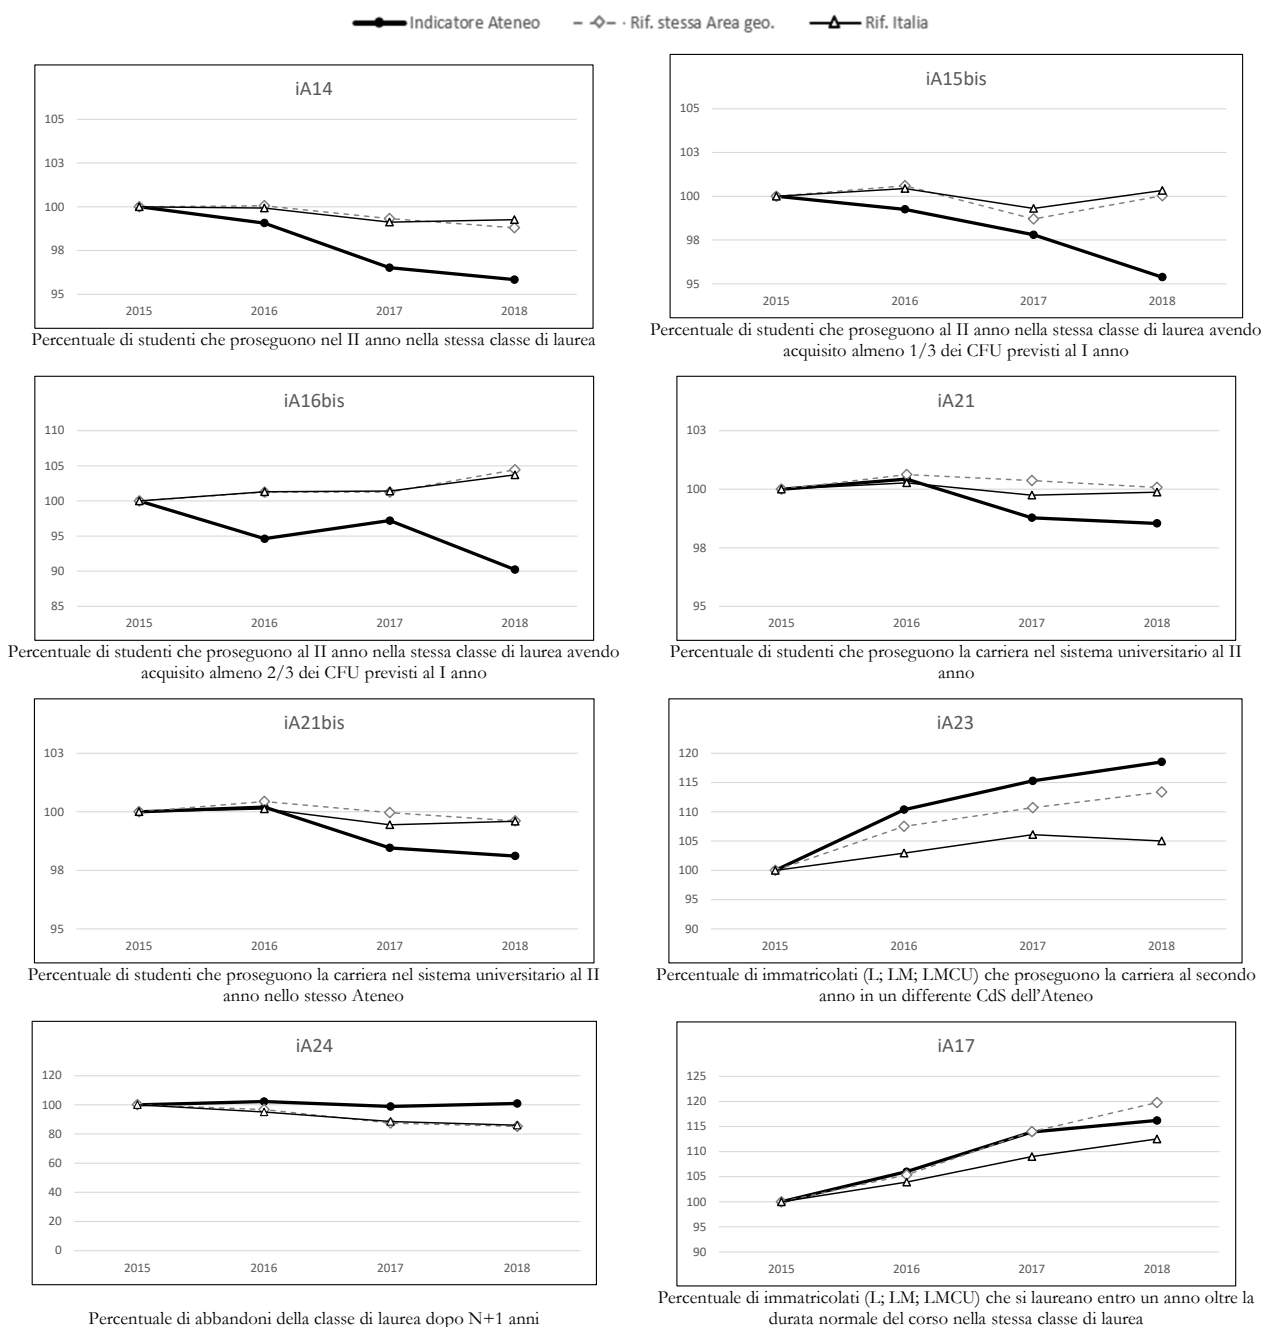 Indicatore Ateneo Rif. stessa Area geo. Rif. Italia
iA14
105
103
100
98
95
2015 2016 2017 2018
Percentuale di studenti che proseguono nel II anno nella stessa classe di laurea
iA15bis
105
103
100
98
95
2015 2016 2017 2018
Percentuale di studenti che proseguono al II anno nella stessa classe di laurea avendo
acquisito almeno 1/3 dei CFU previsti al I anno
iA16bis
110
105
100
95
90
85
2015 2016 2017 2018
Percentuale di studenti che proseguono al II anno nella stessa classe di laurea avendo
acquisito almeno 2/3 dei CFU previsti al I anno
iA21
103
100
98
95
2015 2016 2017 2018
Percentuale di studenti che proseguono la carriera nel sistema universitario al II
anno
iA21bis
103
100
98
95
2015 2016 2017 2018
Percentuale di studenti che proseguono la carriera nel sistema universitario al II
anno nello stesso Ateneo
iA23
120
115
110
105
100
95
90
2015 2016 2017 2018
Percentuale di immatricolati (L; LM; LMCU) che proseguono la carriera al secondo
anno in un differente CdS dell'Ateneo
iA24
120
100
80
60
40
20
0
2015 2016 2017 2018
Percentuale di abbandoni della classe di laurea dopo N+1 anni
iA17
125
120
115
110
105
100
95
90
2015 2016 2017 2018
Percentuale di immatricolati (L; LM; LMCU) che si laureano entro un anno oltre la
durata normale del corso nella stessa classe di laurea